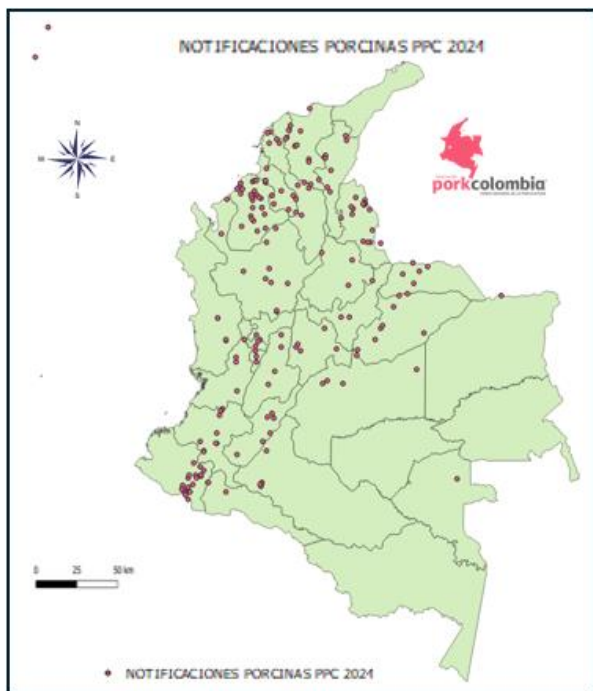 NOTIFICACIONES PORCINAS PPC 2024
N
W E
S
porkcolombia
0 25 50 km
NOTIFICACIONES PORCINAS PPC 2024